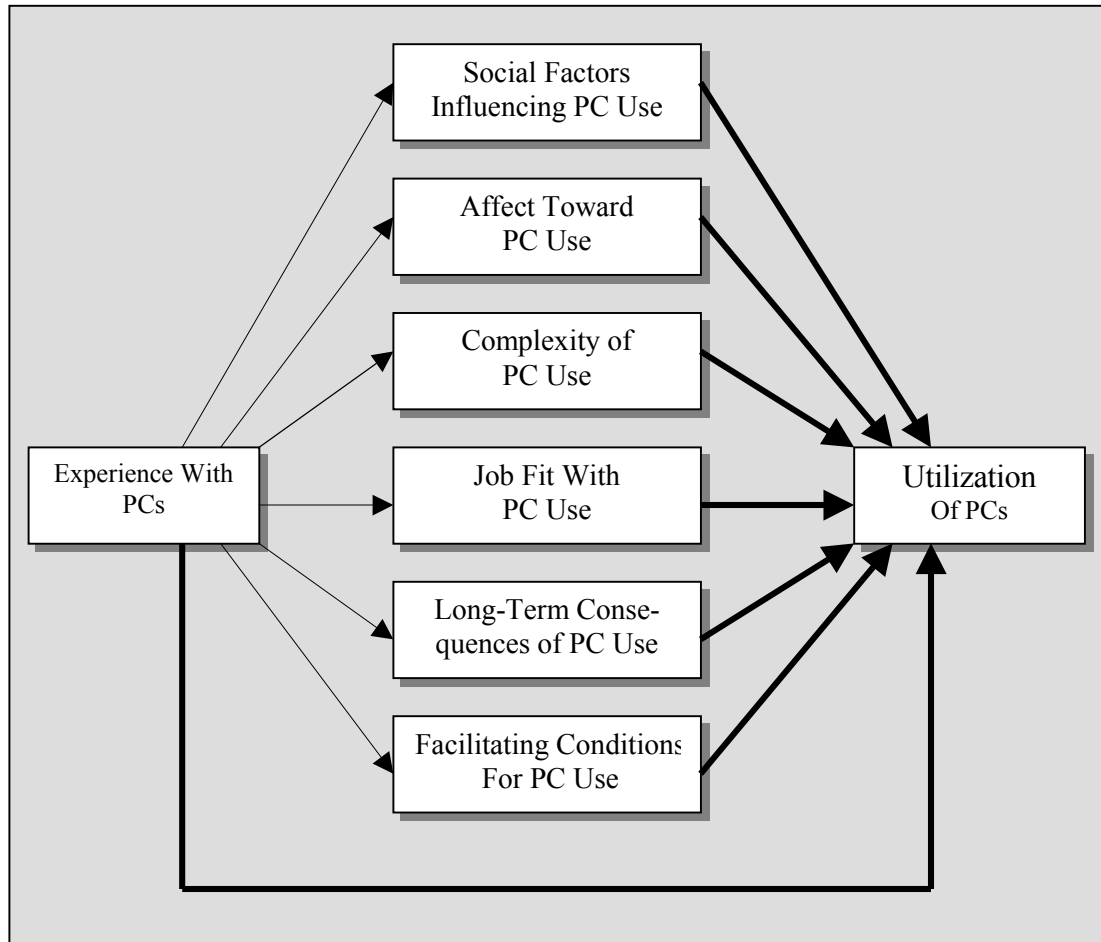 Social Factors
Influencing PC Use
Affect Toward
PC Use
Complexity of
PC Use
Experience With
PCs
Job Fit With
PC Use
Utilization
Of PCs
Long-Term Conse-
quences of PC Use
Facilitating Conditions
For PC Use